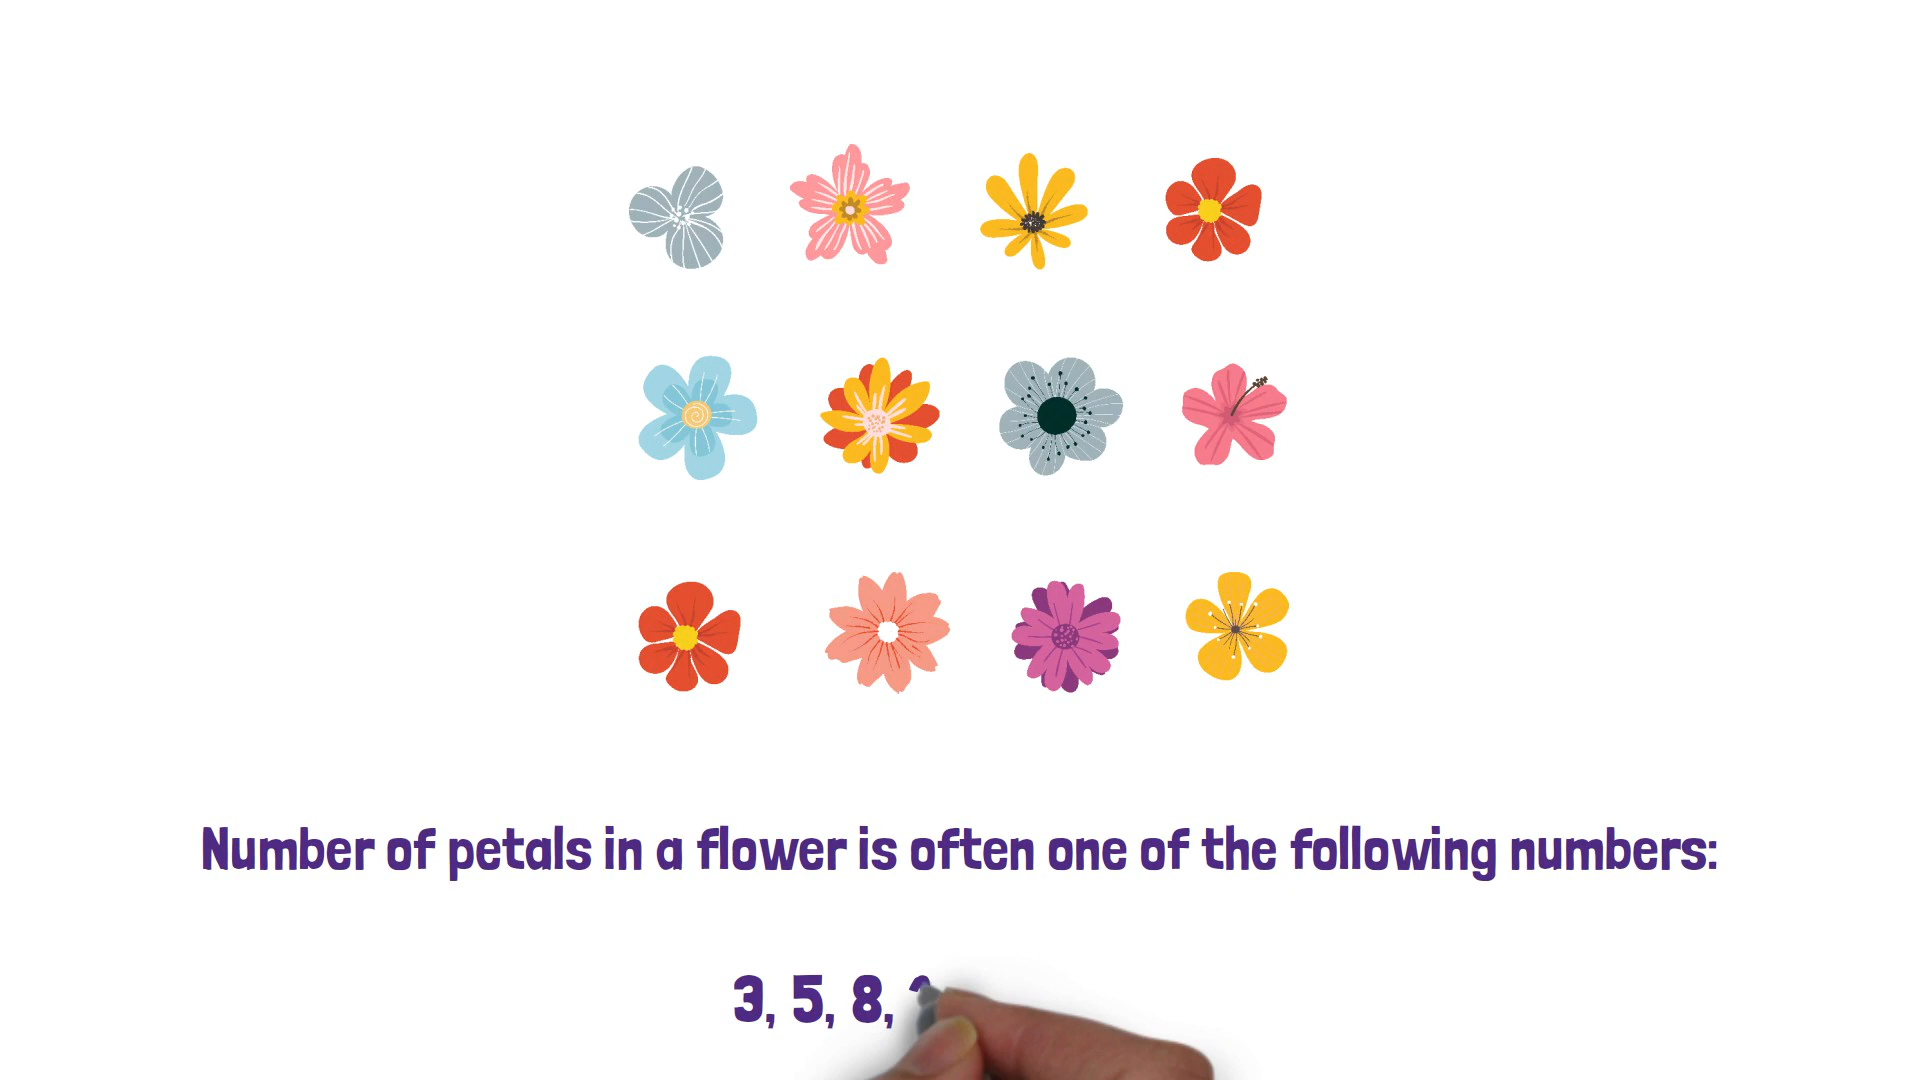 Number of petals in a flower is often one of the following numbers:
3, 5, 8,